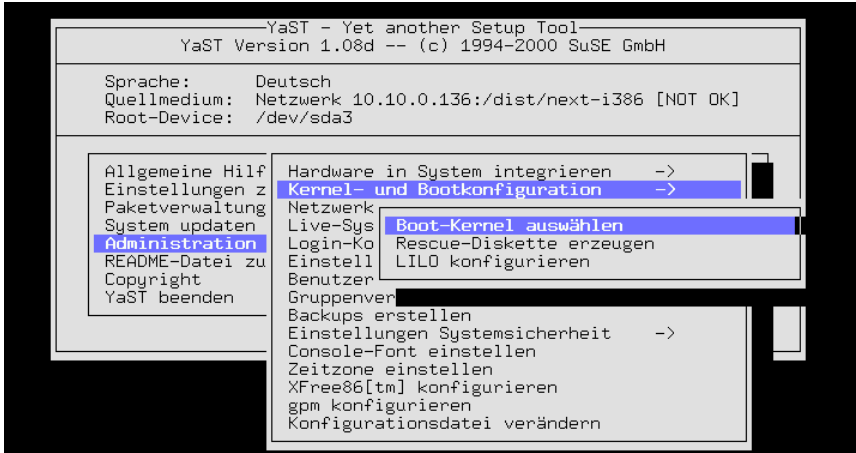 YaST - Yet another Setup Tool
YaST Version 1.08d -- (c) 1994-2000 SuSE GmbH
Sprache: Deutsch
Quellmedium: Netzwerk 10.10.0.136:/dist/next-i386 [NOT OK]
Root-Device: /dev/sda3
Allgemeine Hilf
Einstellungen z
Paketverwaltung
System updaten
Administration
README-Datei zu
Copyright
YaST beenden
Hardware in System integrieren ->
Kernel- und Bootkonfiguration ->
Netzwerk
Live-Sys
Login-Ko
Einstell
Benutzer
Gruppenver
Backups erstellen
Einstellungen Systemsicherheit ->
Console-Font einstellen
Zeitzone einstellen
XFree86[tm] konfigurieren
gpm konfigurieren
Konfigurationsdatei verändern
Boot-Kernel auswählen
Rescue-Diskette erzeugen
LILO konfigurieren